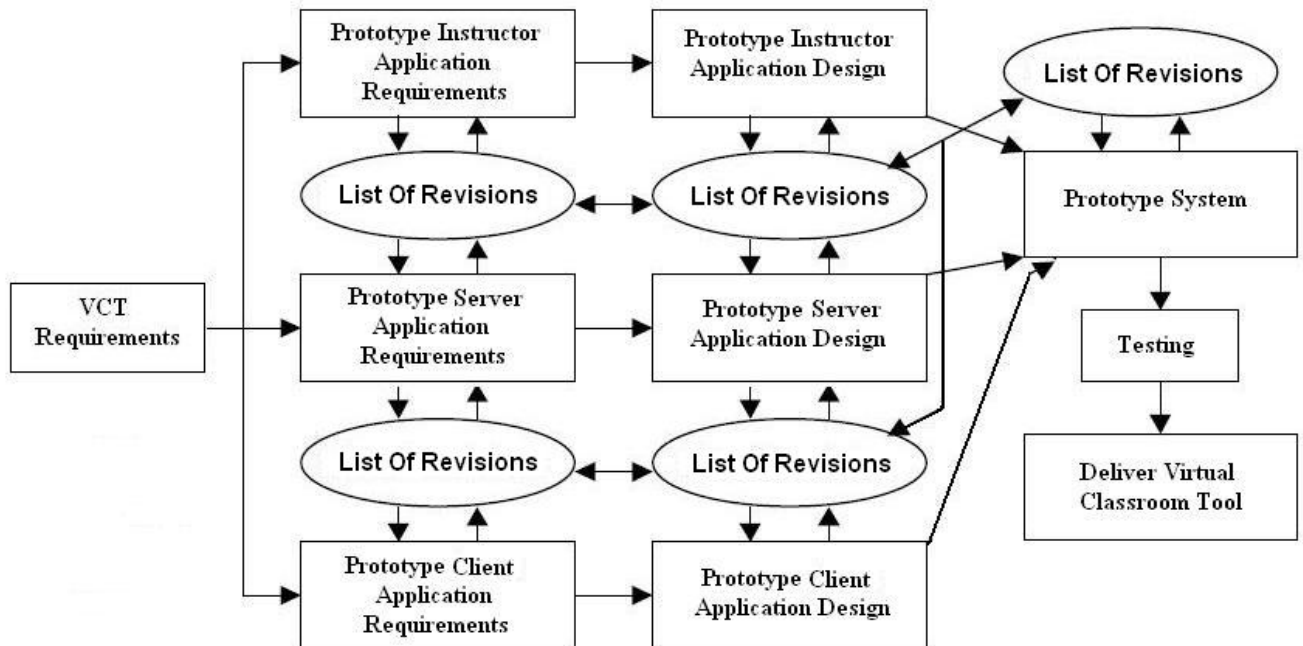 Prototype Instructor
Application
Requirements
Prototype Instructor
Application Design
List Of Revisions
List Of Revisions
List Of Revisions
Prototype System
VCT
Requirements
Prototype Server
Application
Requirements
Prototype Server
Application Design
Testing
List Of Revisions
List Of Revisions
Deliver Virtual
Classroom Tool
Prototype Client
Application
Requirements
Prototype Client
Application Design